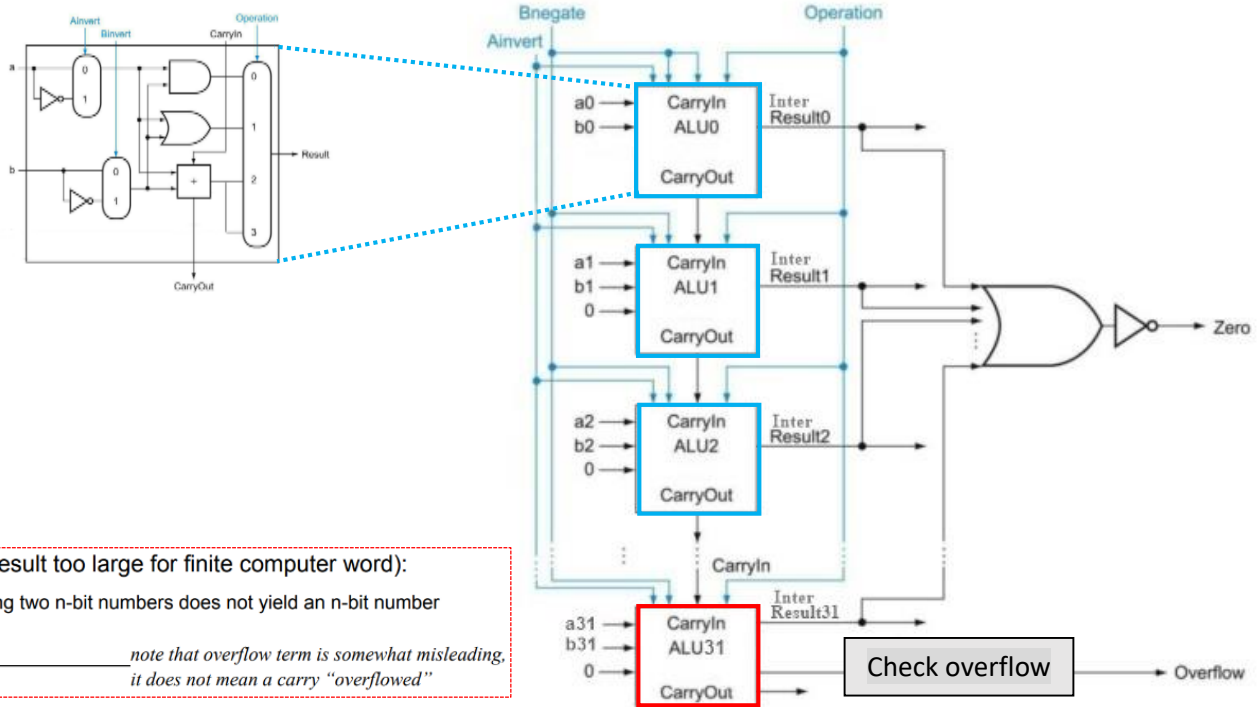 Ainvert
Binvert
Operation
CarryIn
a
0
1
b
0
1
+
0
1
2
3
Result
CarryOut
Bnegate
Operation
Ainvert
a0
b0
CarryIn
ALU0
CarryOut
Inter
Result0
a1
b1
0
CarryIn
ALU1
CarryOut
Inter
Result1
a2
b2
0
CarryIn
ALU2
CarryOut
Inter
Result2
Zero
CarryIn
a31
b31
0
CarryIn
ALU31
CarryOut
Inter
Result31
Check overflow
Overflow
esult too large for finite computer word):
ng two n-bit numbers does not yield an n-bit number
note that overflow term is somewhat misleading,
it does not mean a carry “overflowed”